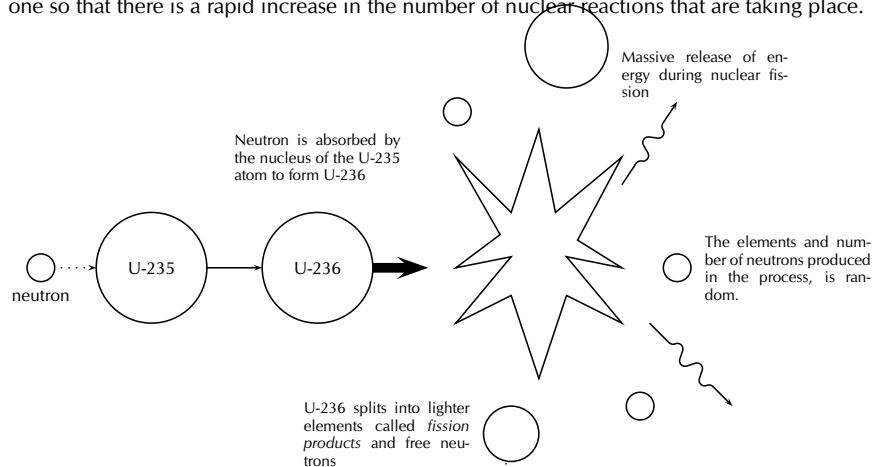 one so that there is a rapid increase in the number of nuclear reactions that are taking place.
Massive release of en-
ergy during nuclear fis-
sion
Neutron is absorbed by
the nucleus of the U-235
atom to form U-236
U-235
U-236
neutron
The elements and num-
ber of neutrons produced
in the process, is ran-
dom.
U-236 splits into lighter
elements called fission
products and free neu-
trons